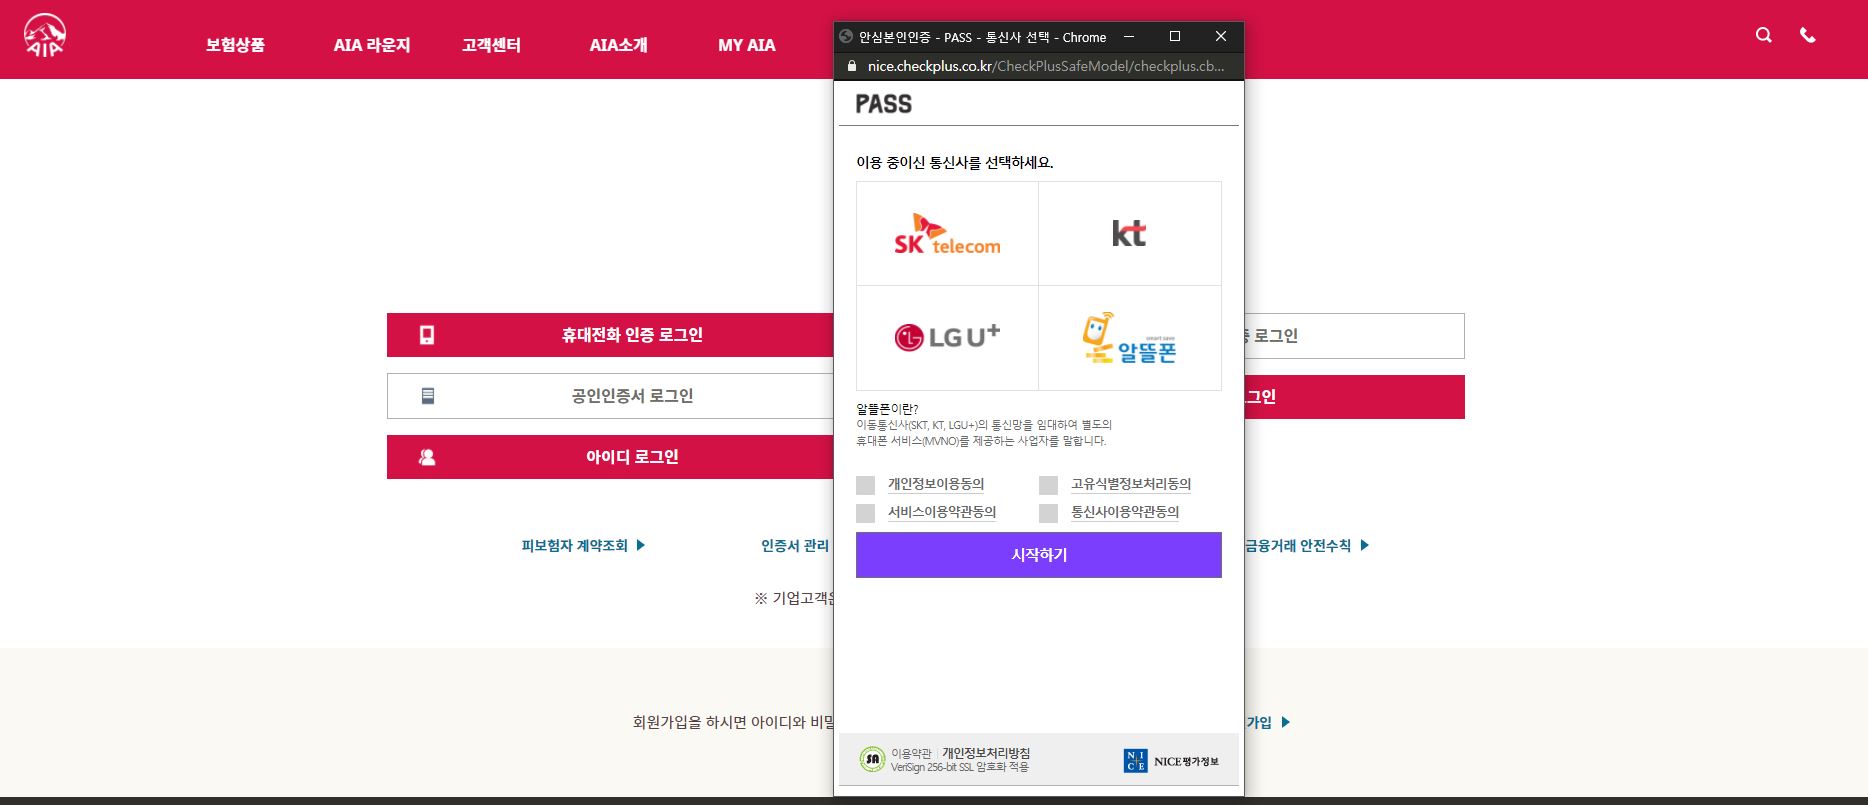 AIA
보험상품
AIA 라운지
고객센터
AIA소개
MY AIA
안심본인인증 - PASS - 통신사 선택 - Chrome
nice.checkplus.co.kr/CheckPlusSafeModel/checkplus.cb...
PASS
이용 중이신 통신사를 선택하세요.
SK telecom
kt
LG U+
smart save
알뜰폰
알뜰폰이란?
이동통신사(SKT, KT, LGU+)의 통신망을 임대하여 별도의
휴대폰 서비스(MVNO)를 제공하는 사업자를 말합니다.
개인정보이용동의
고유식별정보처리동의
서비스이용약관동의
통신사이용약관동의
시작하기
이용약관 | 개인정보처리방침
VeriSign 256-bit SSL 암호화 적용
SA
NICE
NICE평가정보
휴대전화 인증 로그인
로그인
공인인증서 로그인
그인
아이디 로그인
피보험자 계약조회
인증서 관리
금융거래 안전수칙
※ 기업고객은
회원가입을 하시면 아이디와 비밀
가입